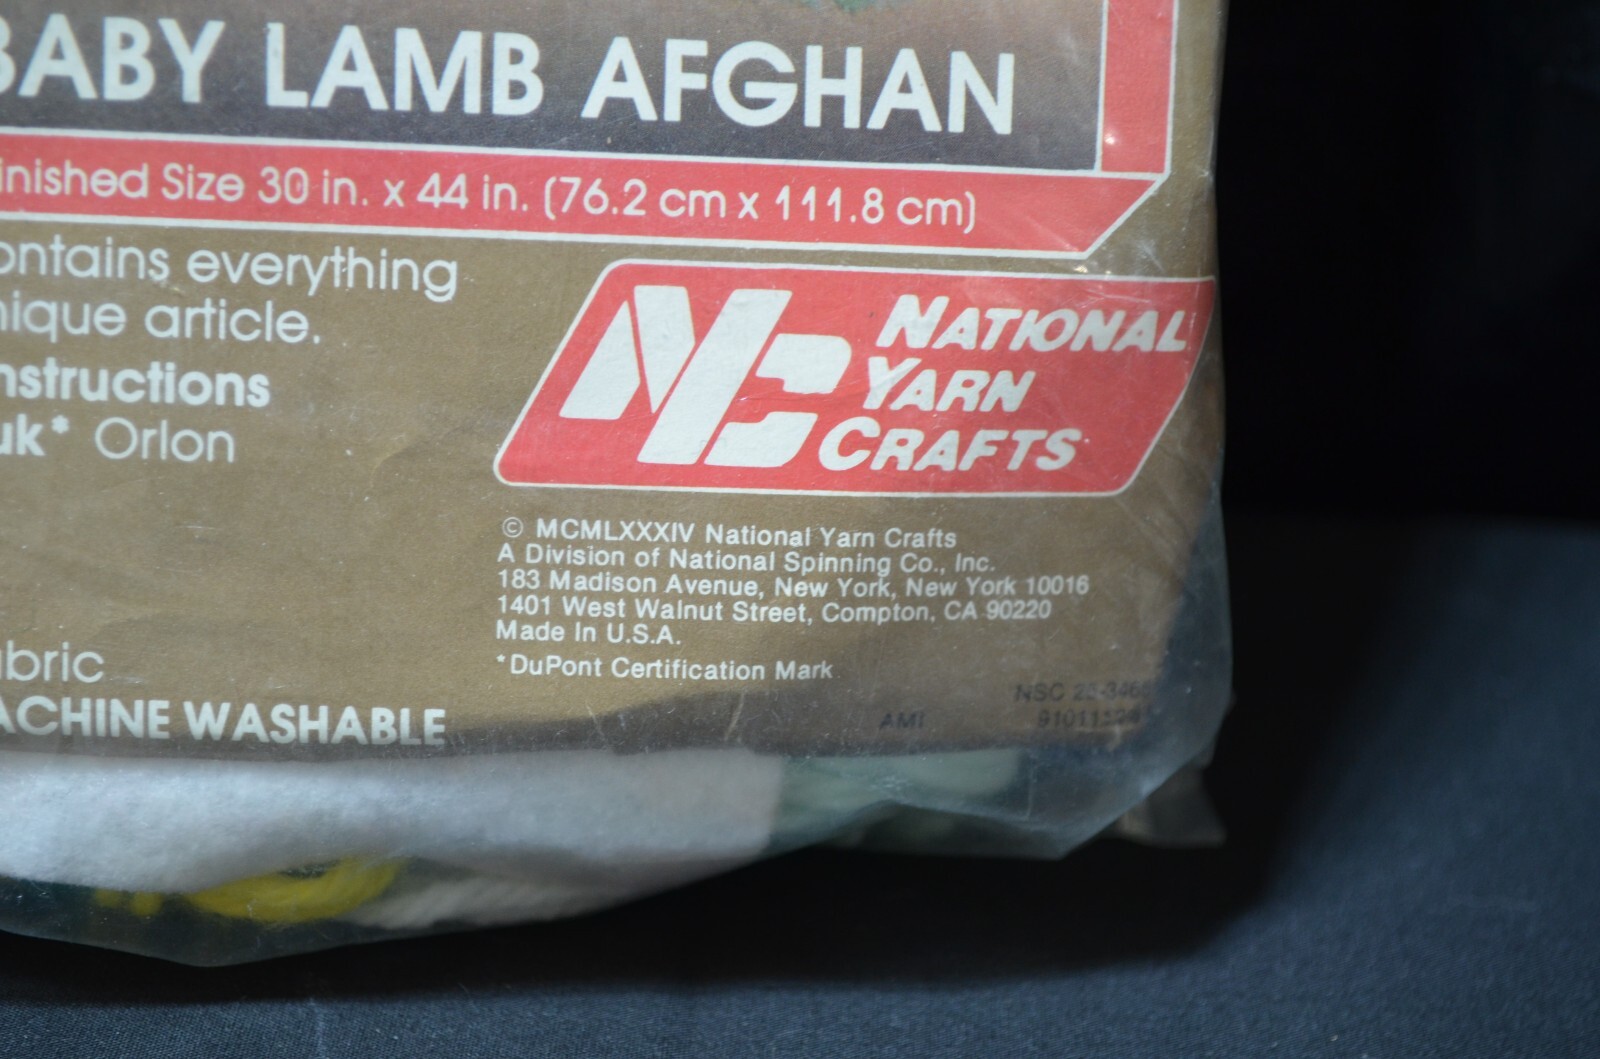 BABY LAMB AFGHAN
inished Size 30 in. x 44 in. (76.2 cm x 111.8 cm)
ontains everything
nique article.
nstructions
uk* Orlon
NYC NATIONAL
YARN
CRAFTS
© MCMLXXXIV National Yarn Crafts
A Division of National Spinning Co., Inc.
183 Madison Avenue, New York, New York 10016
1401 West Walnut Street, Compton, CA 90220
Made In U.S.A.
*DuPont Certification Mark
abric
ACHINE WASHABLE
NSC
AMI